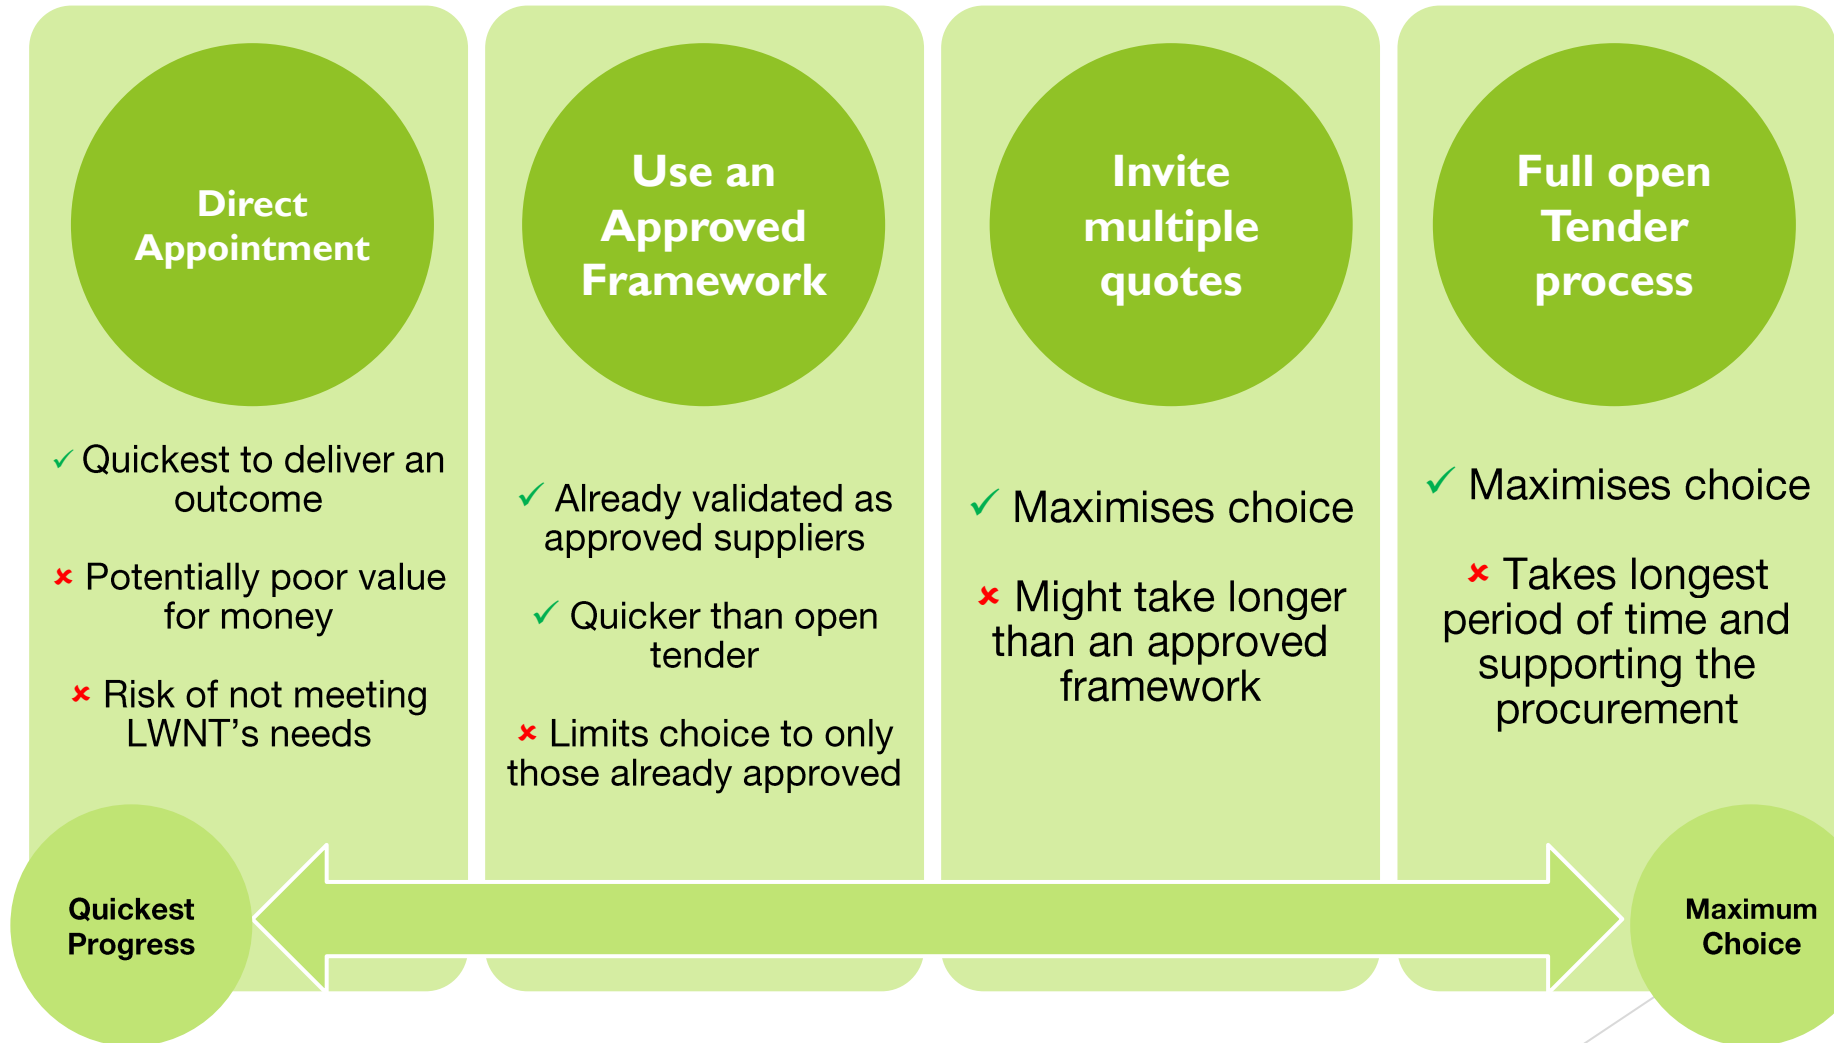 Direct
Appointment
✓ Quickest to deliver an
outcome
✘ Potentially poor value
for money
✘ Risk of not meeting
LWNT’s needs
Use an
Approved
Framework
✓ Already validated as
approved suppliers
✓ Quicker than open
tender
✘ Limits choice to only
those already approved
Invite
multiple
quotes
✓ Maximises choice
✘ Might take longer
than an approved
framework
Full open
Tender
process
✓ Maximises choice
✘ Takes longest
period of time and
supporting the
procurement
Quickest
Progress
Maximum
Choice